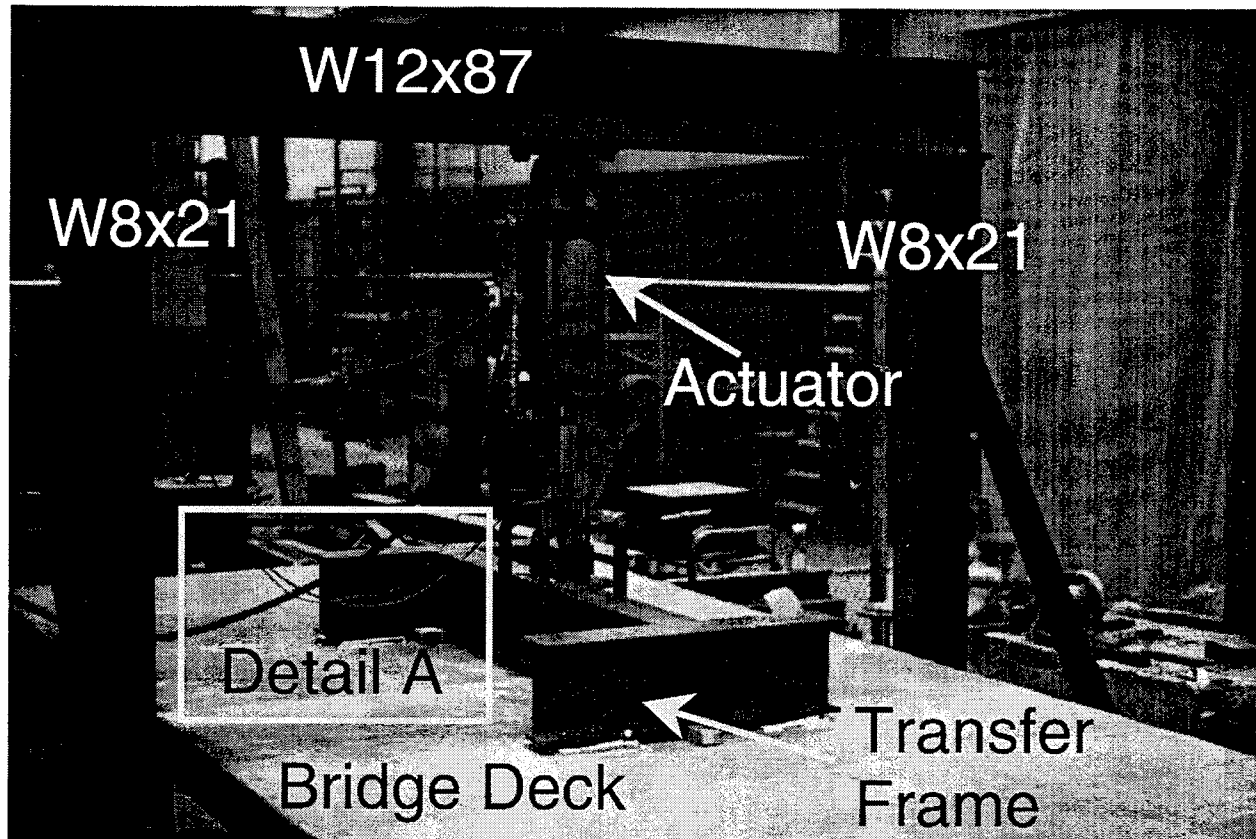 W12x87
W8x21
W8x21
Actuator
Detail A
Transfer
Frame
Bridge Deck